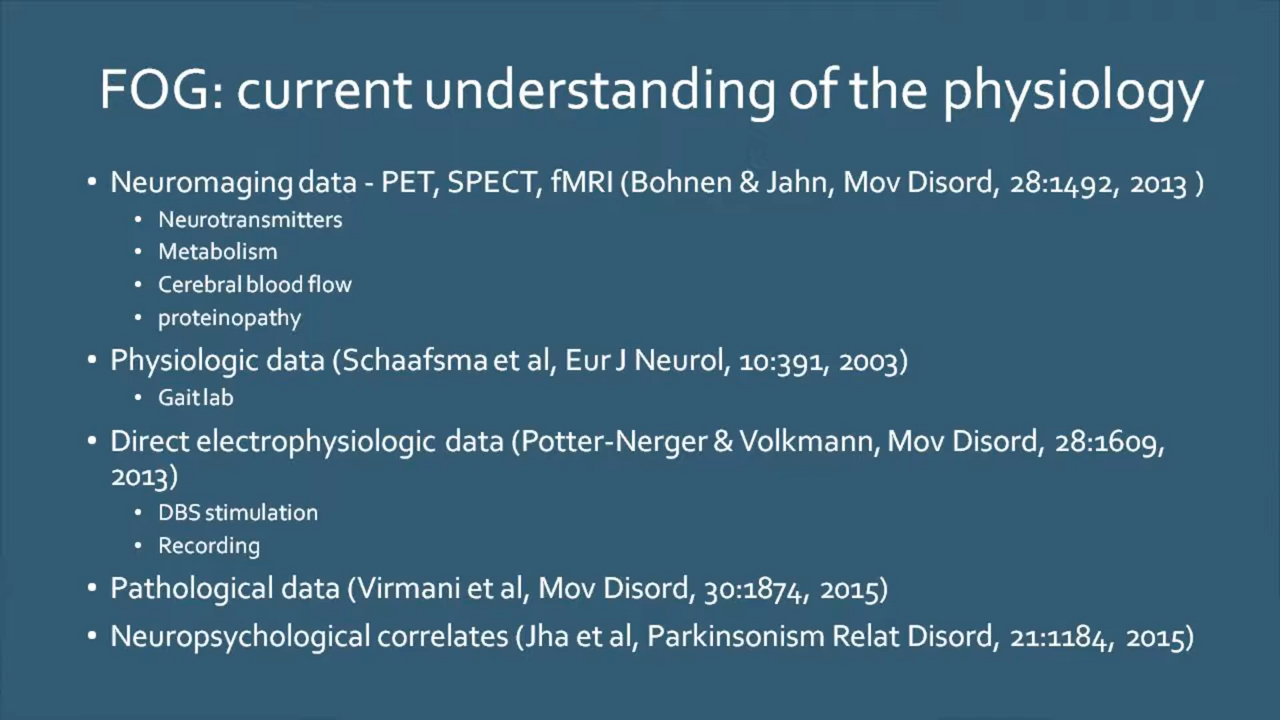 FOG: current understanding of the physiology
• Neuromaging data - PET, SPECT, fMRI (Bohnen & Jahn, Mov Disord, 28:1492, 2013 )
• Neurotransmitters
• Metabolism
• Cerebral blood flow
• proteinopathy
• Physiologic data (Schaafsma et al, Eur J Neurol, 10:391, 2003)
• Gait lab
• Direct electrophysiologic data (Potter-Nerger & Volkmann, Mov Disord, 28:1609,
2013)
• DBS stimulation
• Recording
• Pathological data (Virmani et al, Mov Disord, 30:1874, 2015)
• Neuropsychological correlates (Jha et al, Parkinsonism Relat Disord, 21:1184, 2015)